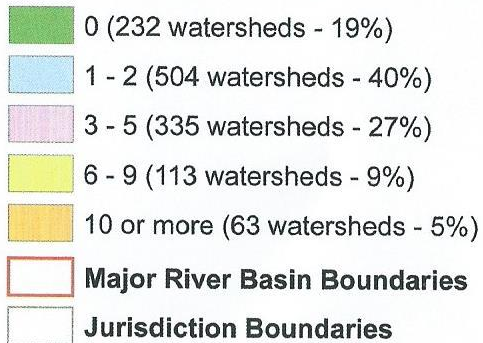 0 (232 watersheds - 19%)
1 - 2 (504 watersheds - 40%)
3 - 5 (335 watersheds - 27%)
6 - 9 (113 watersheds - 9%)
10 or more (63 watersheds - 5%)
Major River Basin Boundaries
Jurisdiction Boundaries